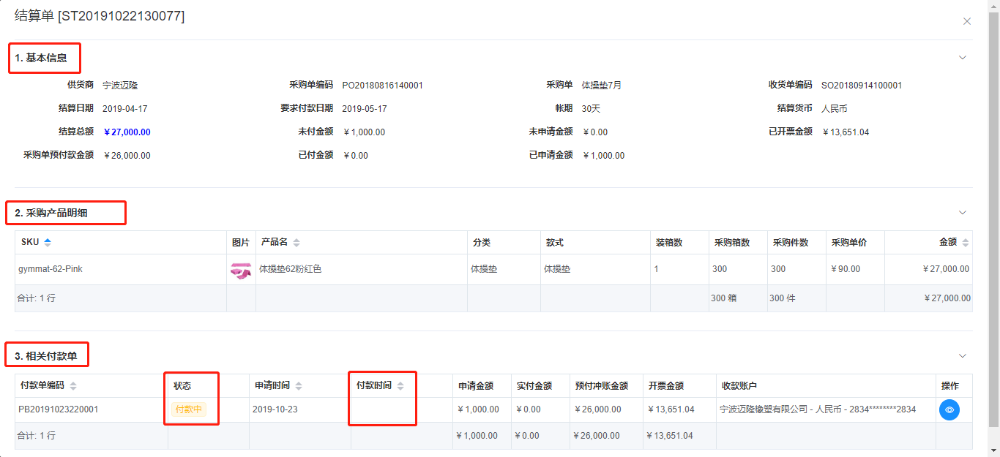 结算单 [ST20191022130077]
1. 基本信息
供货商 宁波迈隆 采购单编码 PO20180816140001 采购单 体操垫7月 收货单编码 SO20180914100001
结算日期 2019-04-17 要求付款日期 2019-05-17 帐期 30天 结算货币 人民币
结算总额 ￥27,000.00 未付金额 ￥1,000.00 未申请金额 ￥0.00 已开票金额 ￥13,651.04
采购单预付款金额 ￥26,000.00 已付金额 ￥0.00 已申请金额 ￥1,000.00
2. 采购产品明细
SKU 图片 产品名 分类 款式 装箱数 采购箱数 采购件数 采购单价 金额
gymmat-62-Pink 体操垫62粉红色 体操垫 体操垫 1 300 300 ￥90.00 ￥27,000.00
合计: 1 行 300 箱 300 件 ￥27,000.00
3. 相关付款单
付款单编码 状态 申请时间 付款时间 申请金额 实付金额 预付冲账金额 开票金额 收款账户 操作
PB20191023220001 付款中 2019-10-23 ￥1,000.00 ￥0.00 ￥26,000.00 ￥13,651.04 宁波迈隆橡塑有限公司 - 人民币 - 2834********2834
合计: 1 行 ￥1,000.00 ￥0.00 ￥26,000.00 ￥13,651.04